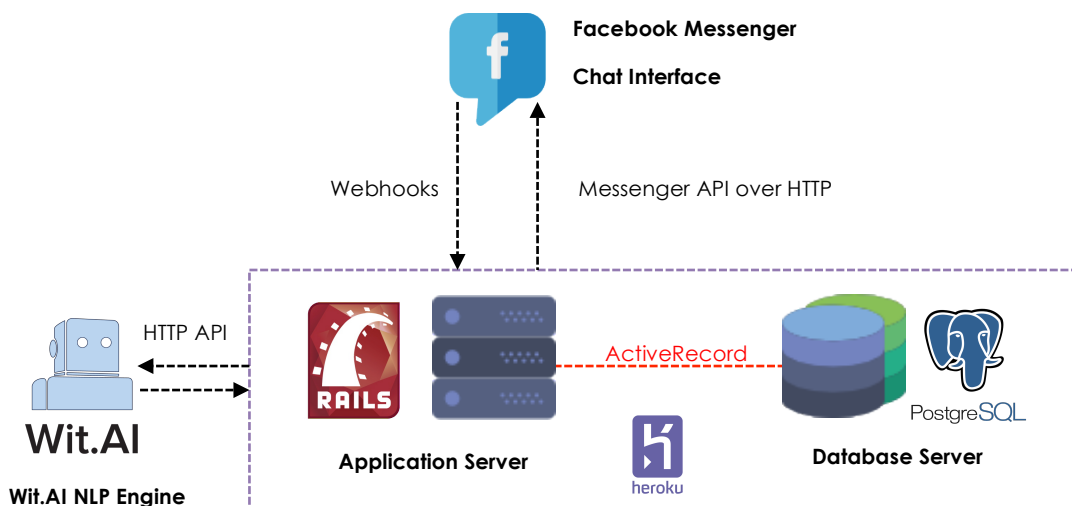 Facebook Messenger
Chat Interface
Webhooks
Messenger API over HTTP
HTTP API
RAILS
ActiveRecord
PostgreSQL
Wit.AI
Application Server
heroku
Database Server
Wit.AI NLP Engine